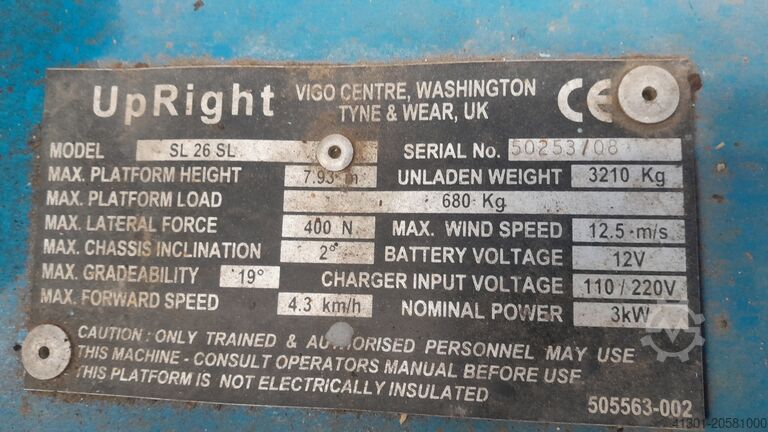 UpRight VIGO CENTRE, WASHINGTON
TYNE & WEAR, UK CE
MODEL SL 26 SL SERIAL No. 50253/08
MAX. PLATFORM HEIGHT 7.93 m UNLADEN WEIGHT 3210 Kg
MAX. PLATFORM LOAD 680 Kg
MAX. LATERAL FORCE 400 N MAX. WIND SPEED 12.5 m/s
MAX. CHASSIS INCLINATION 2° BATTERY VOLTAGE 12V
MAX. GRADEABILITY 19° CHARGER INPUT VOLTAGE 110 / 220V
MAX. FORWARD SPEED 4.3 km/h NOMINAL POWER 3kW
CAUTION : ONLY TRAINED & AUTHORISED PERSONNEL MAY USE
THIS MACHINE - CONSULT OPERATORS MANUAL BEFORE USE
THIS PLATFORM IS NOT ELECTRICALLY INSULATED
505563-002
41301-20581000